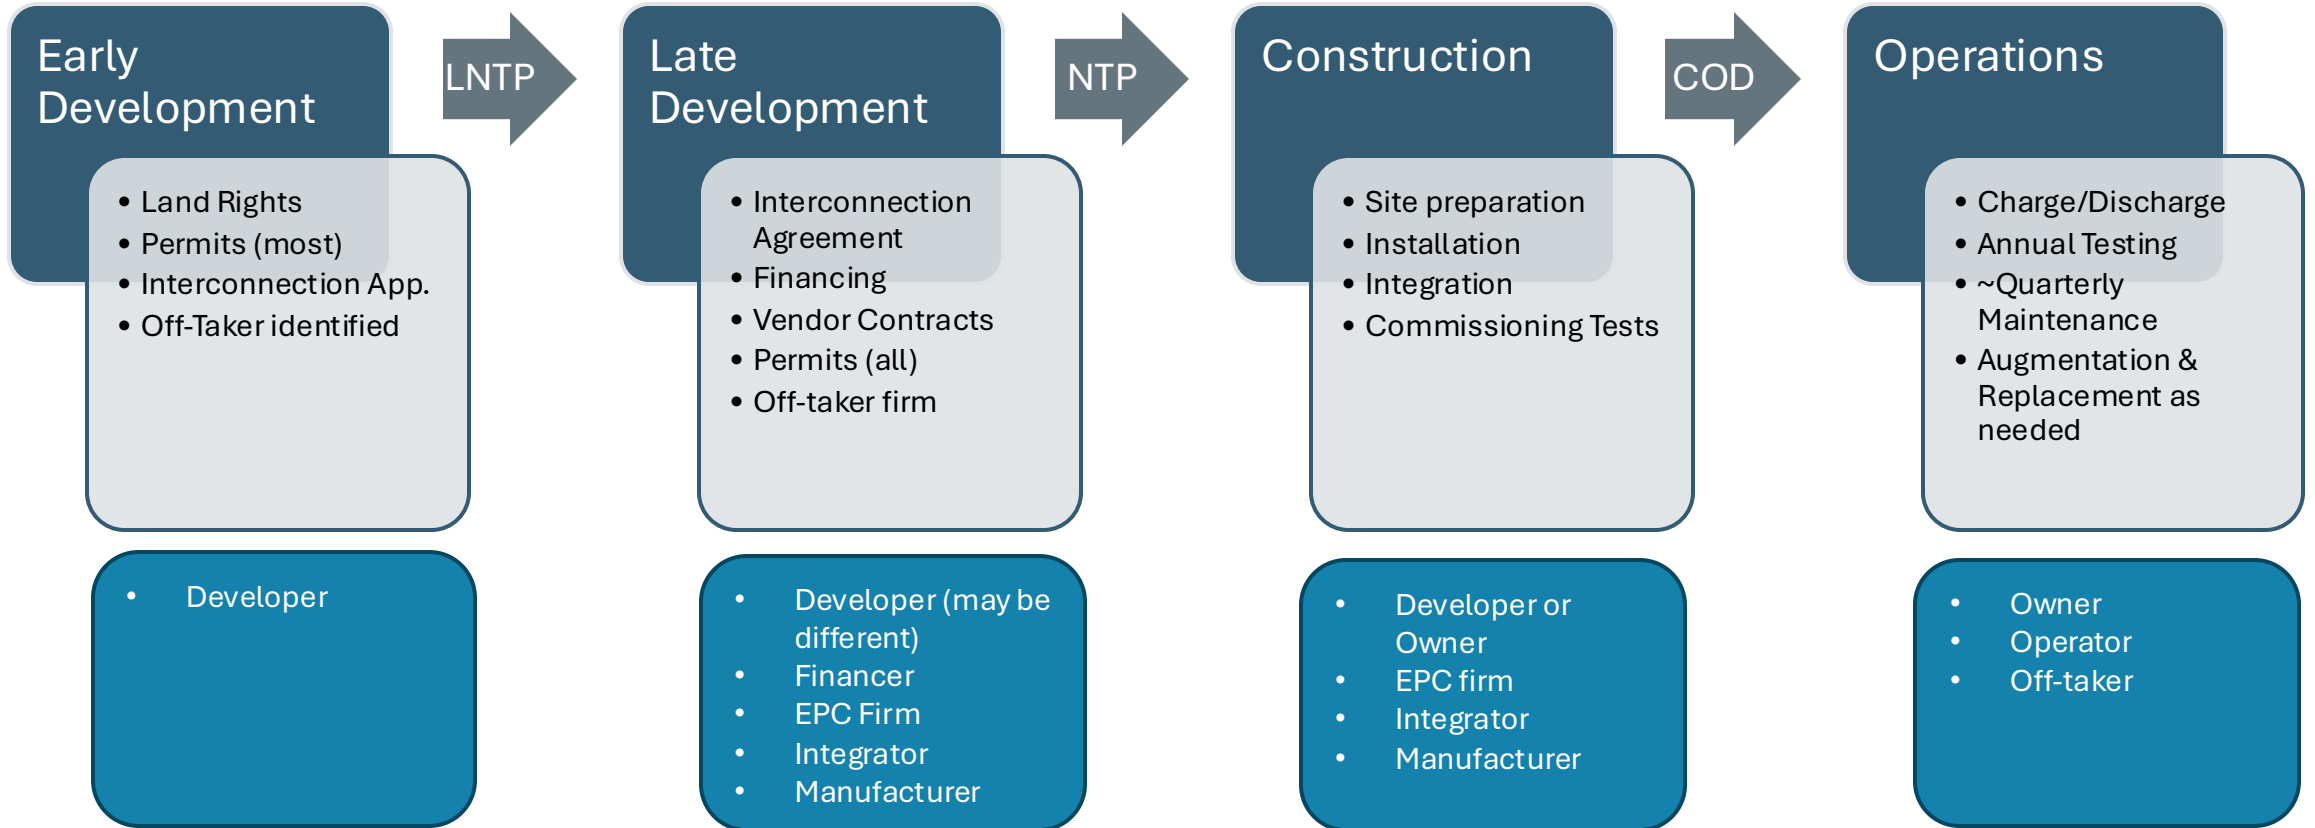 Early
Development
LNTP
Late
Development
NTP
Construction
COD
Operations
• Land Rights
• Permits (most)
• Interconnection App.
• Off-Taker identified
• Interconnection
Agreement
• Financing
• Vendor Contracts
• Permits (all)
• Off-taker firm
• Site preparation
• Installation
• Integration
• Commissioning Tests
• Charge/Discharge
• Annual Testing
• ~Quarterly
Maintenance
• Augmentation &
Replacement as
needed
• Developer
• Developer (may be
different)
• Financer
• EPC Firm
• Integrator
• Manufacturer
• Developer or
Owner
• EPC firm
• Integrator
• Manufacturer
• Owner
• Operator
• Off-taker